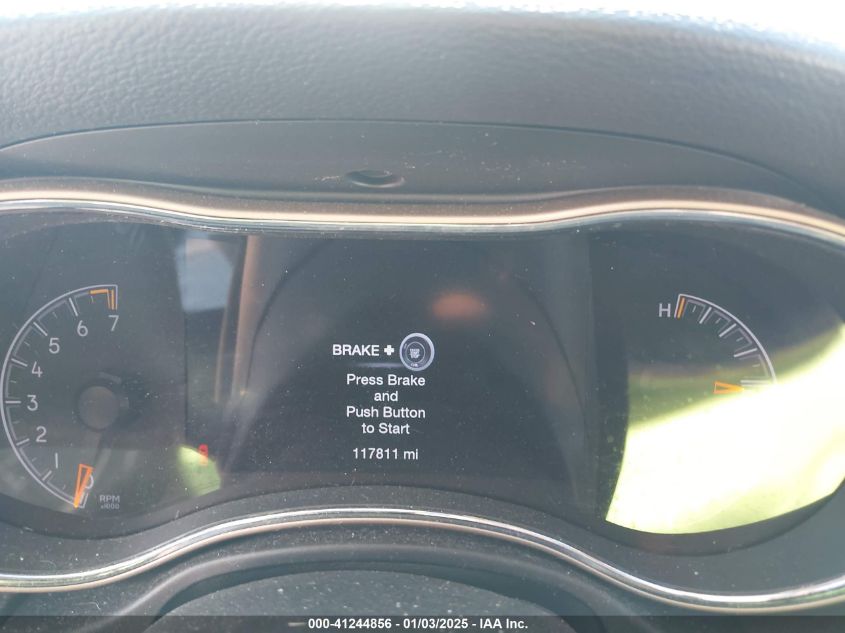 7
6
5
4
3
2
1
0
RPM
x1000
H
BRAKE +
Press Brake
and
Push Button
to Start
117811 mi
000-41244856 - 01/03/2025 - IAA Inc.